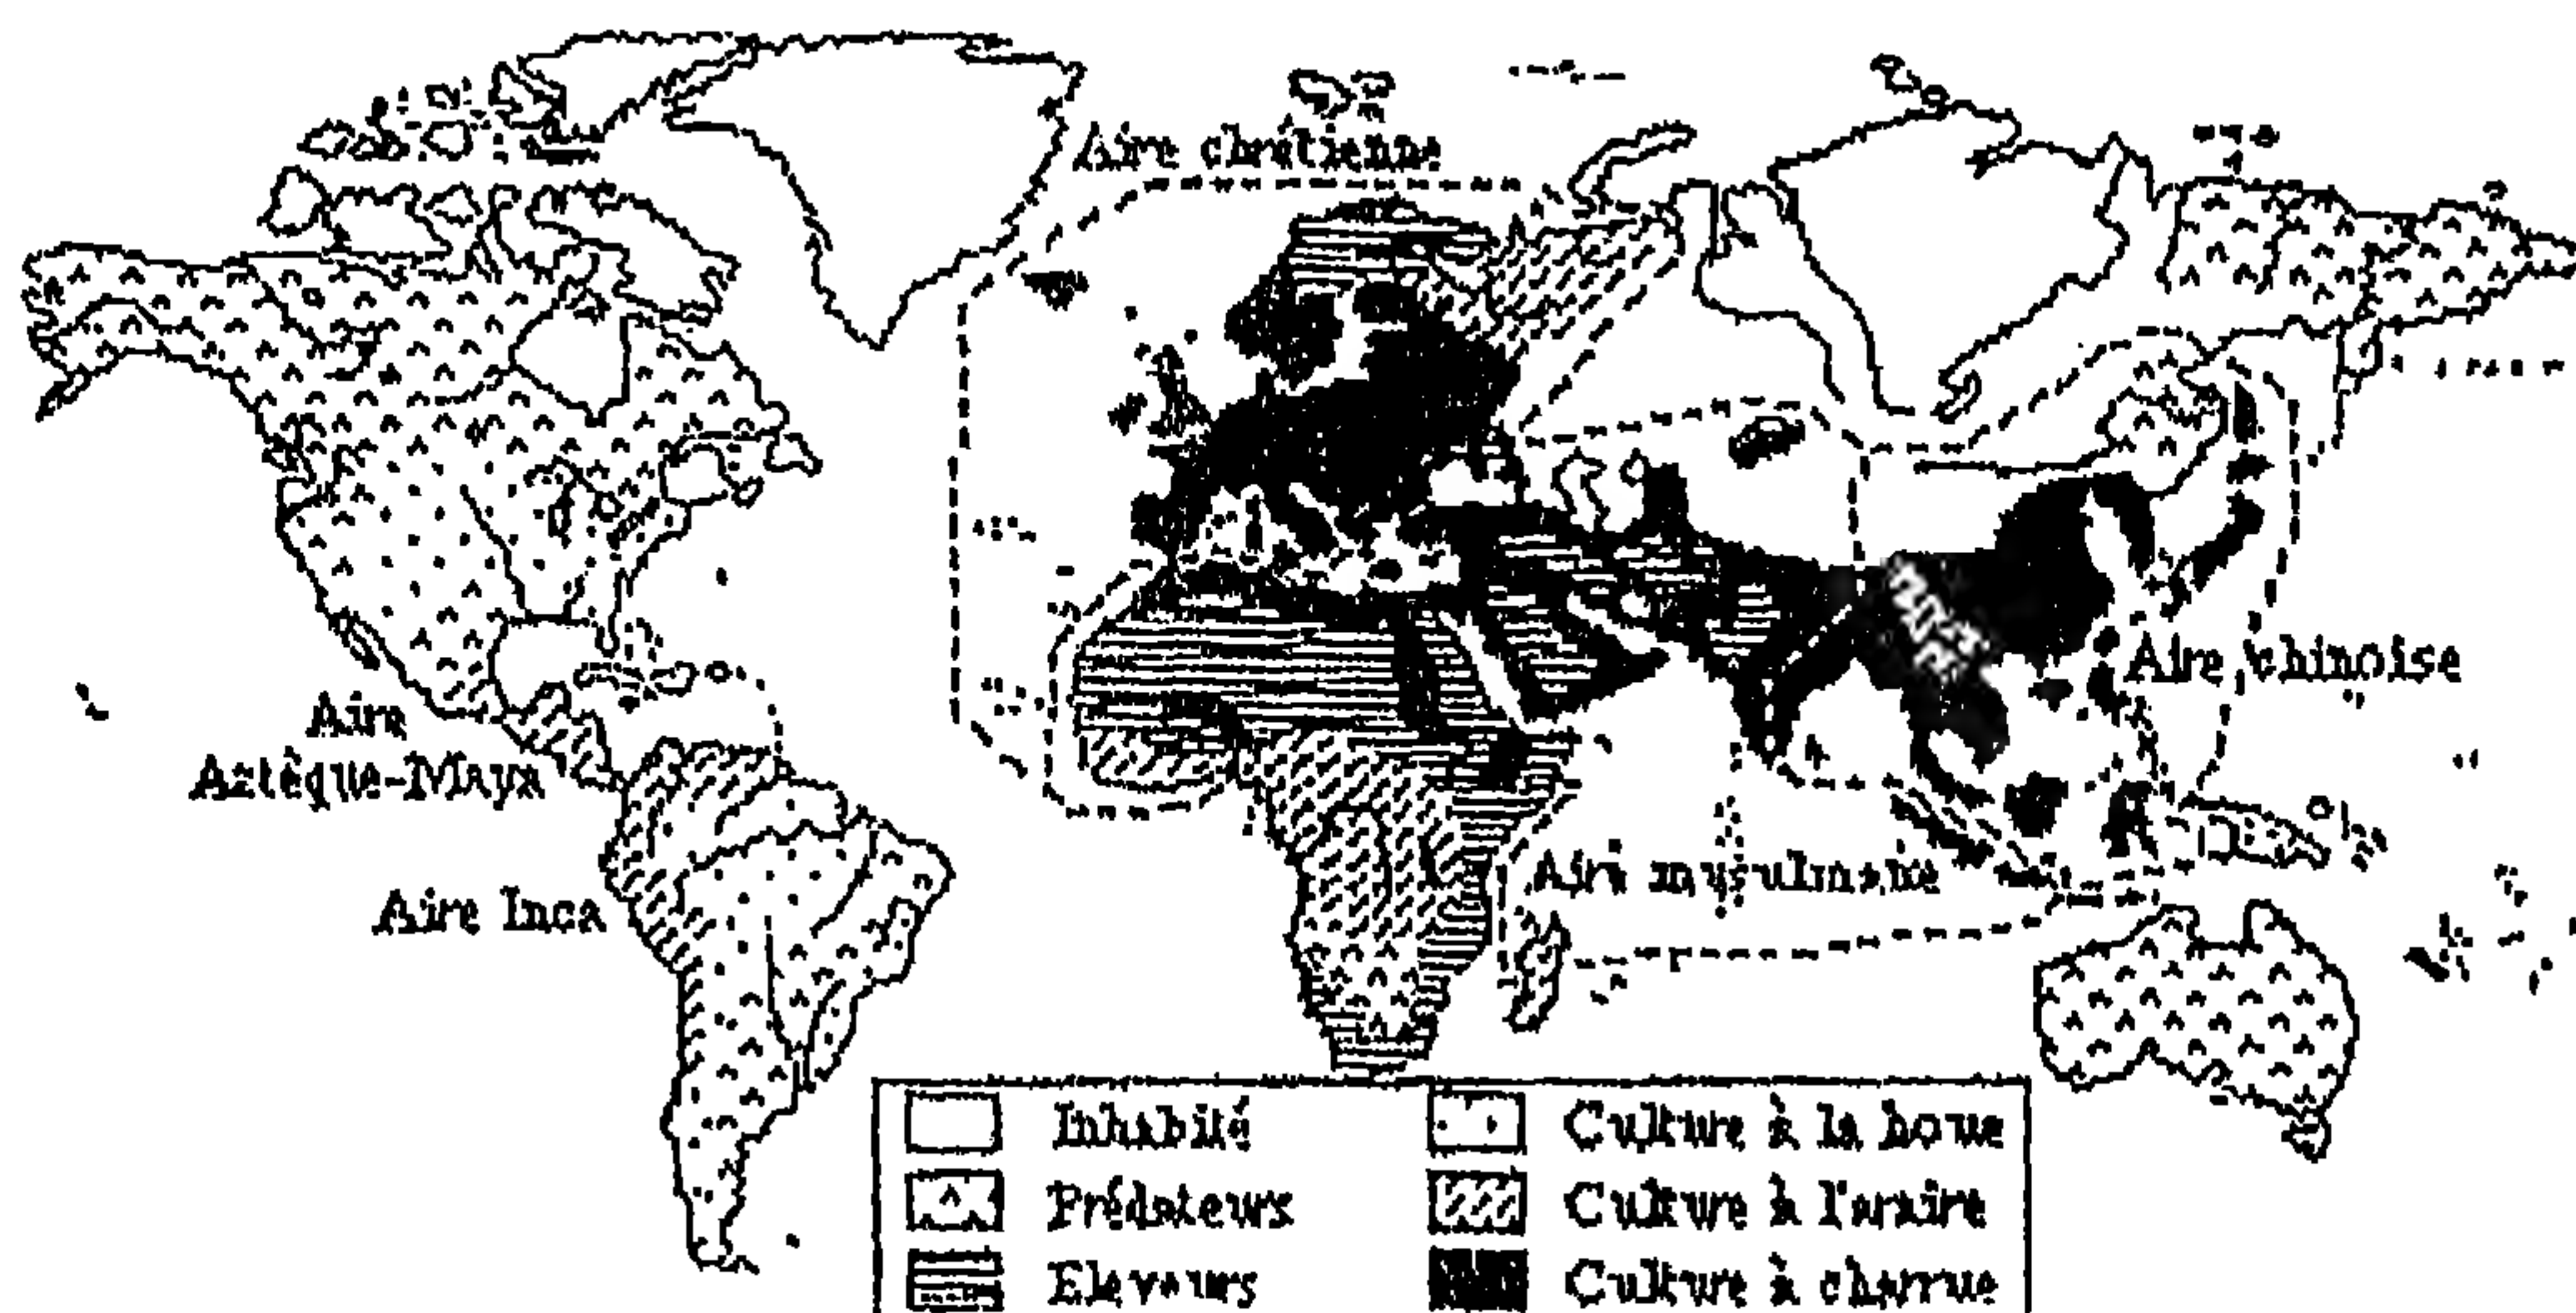 Aire chrétienne
Aire chinoise
Aire
Aztèque-Maya
Aire musulmane
Aire Inca
Inhabité
Prédateurs
Eleveurs
Culture à la houe
Culture à l'araire
Culture à charrue